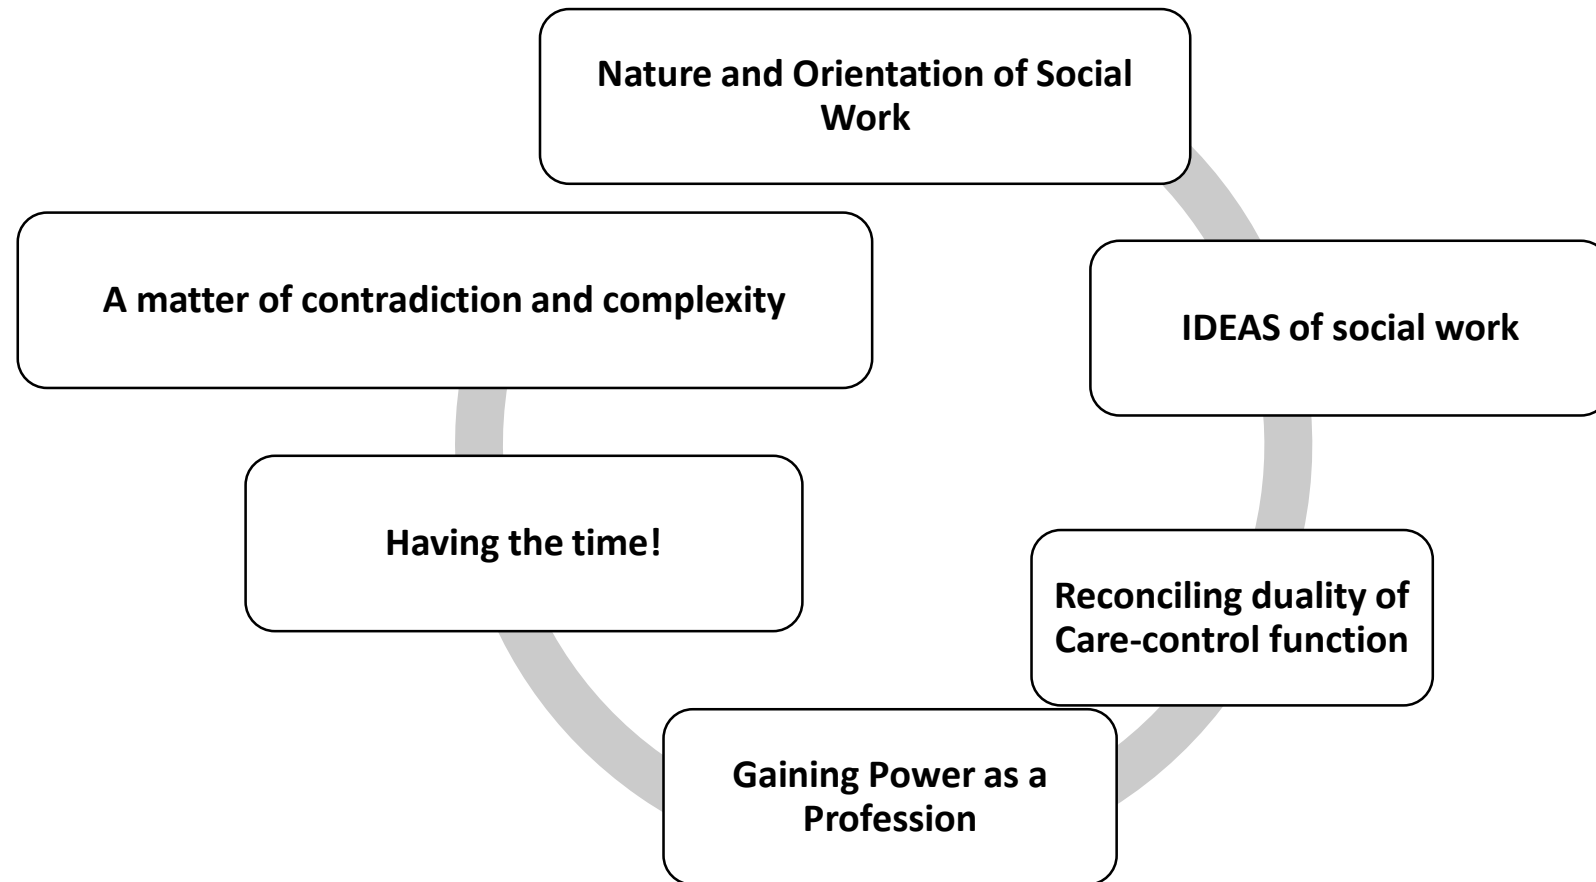 Nature and Orientation of Social
Work
IDEAS of social work
Reconciling duality of
Care-control function
Gaining Power as a
Profession
Having the time!
A matter of contradiction and complexity